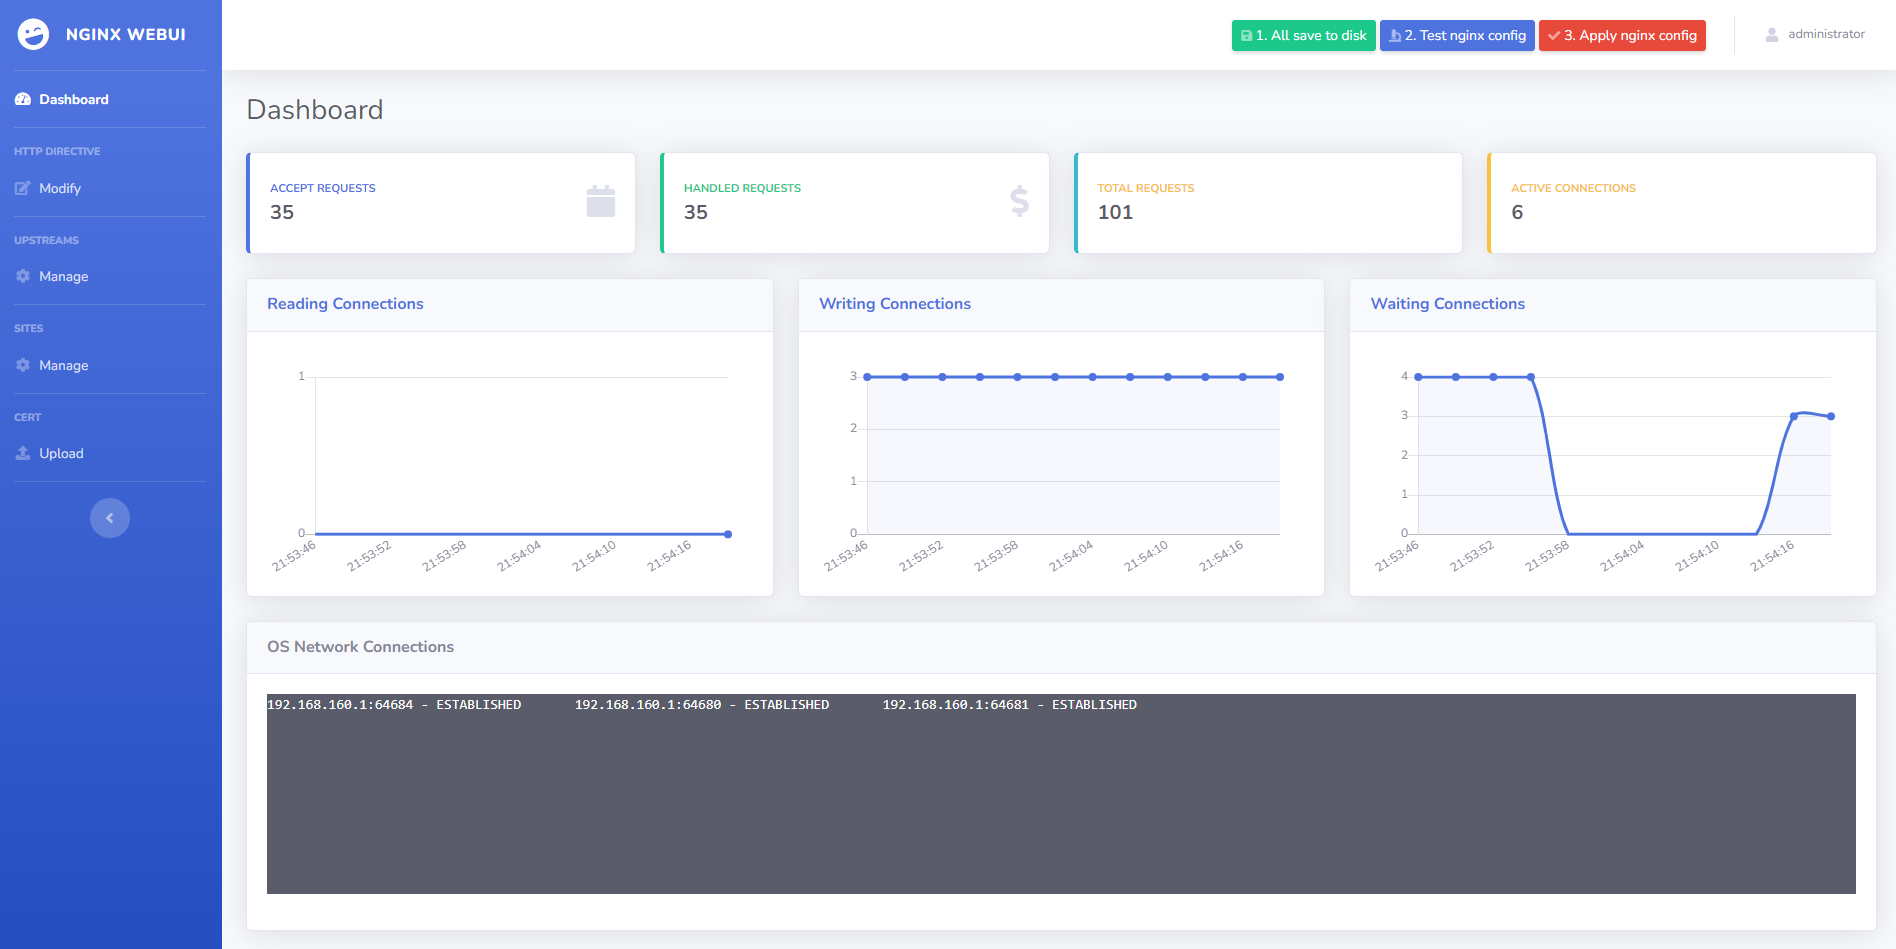 NGINX WEBUI
Dashboard
HTTP DIRECTIVE
Modify
UPSTREAMS
Manage
SITES
Manage
CERT
Upload
1. All save to disk
2. Test nginx config
3. Apply nginx config
administrator
Dashboard
ACCEPT REQUESTS
35
HANDLED REQUESTS
35
TOTAL REQUESTS
101
ACTIVE CONNECTIONS
6
Reading Connections
1
0
21:53:46 21:53:52 21:53:58 21:54:04 21:54:10 21:54:16
Writing Connections
3
2
1
0
21:53:46 21:53:52 21:53:58 21:54:04 21:54:10 21:54:16
Waiting Connections
4
3
2
1
0
21:53:46 21:53:52 21:53:58 21:54:04 21:54:10 21:54:16
OS Network Connections
192.168.160.1:64684 - ESTABLISHED 192.168.160.1:64680 - ESTABLISHED 192.168.160.1:64681 - ESTABLISHED